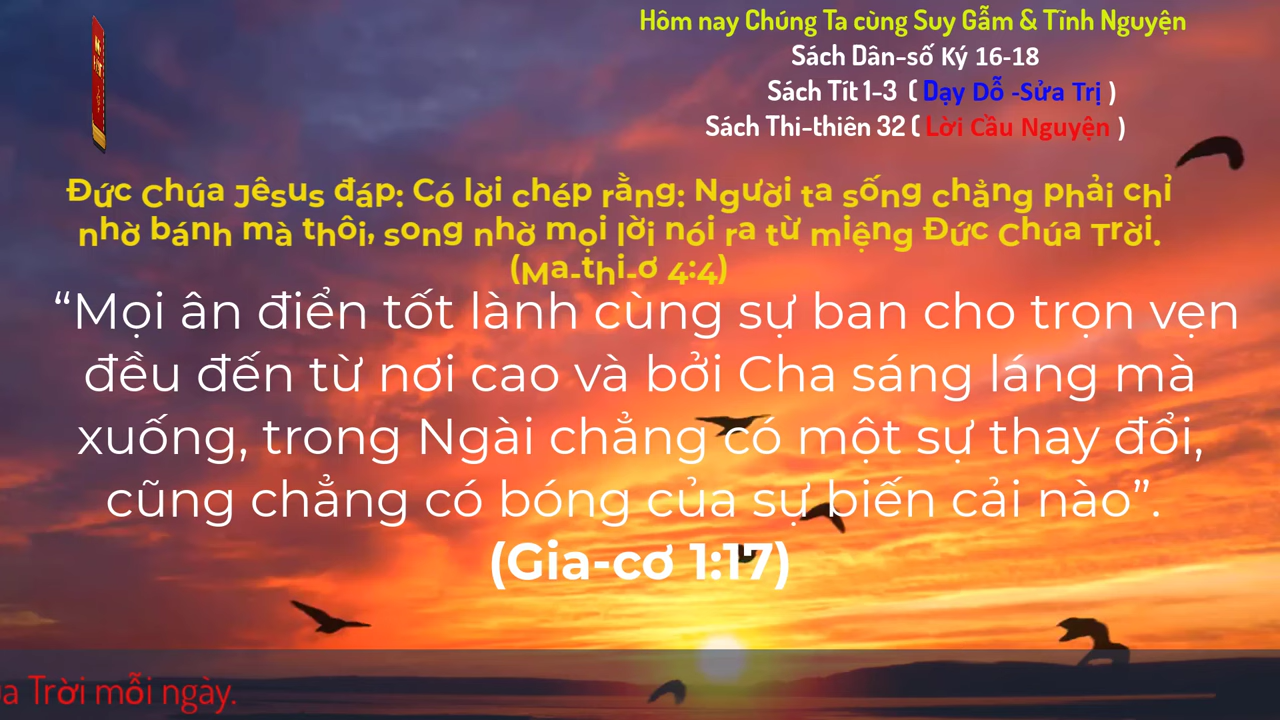 Hôm nay Chúng Ta cùng Suy Gẫm & Tĩnh Nguyện
Sách Dân-số Ký 16-18
Sách Tít 1-3 ( Dạy Dỗ -Sửa Trị )
Sách Thi-thiên 32 ( Lời Cầu Nguyện )
Đức Chúa Jêsus đáp: Có lời chép rằng: Người ta sống chẳng phải chỉ
nhờ bánh mà thôi, song nhờ mọi lời nói ra từ miệng Đức Chúa Trời.
(Ma-thi-ơ 4:4)
“Mọi ân điển tốt lành cùng sự ban cho trọn vẹn
đều đến từ nơi cao và bởi Cha sáng láng mà
xuống, trong Ngài chẳng có một sự thay đổi,
cũng chẳng có bóng của sự biến cải nào”.
(Gia-cơ 1:17)
Trời mỗi ngày.